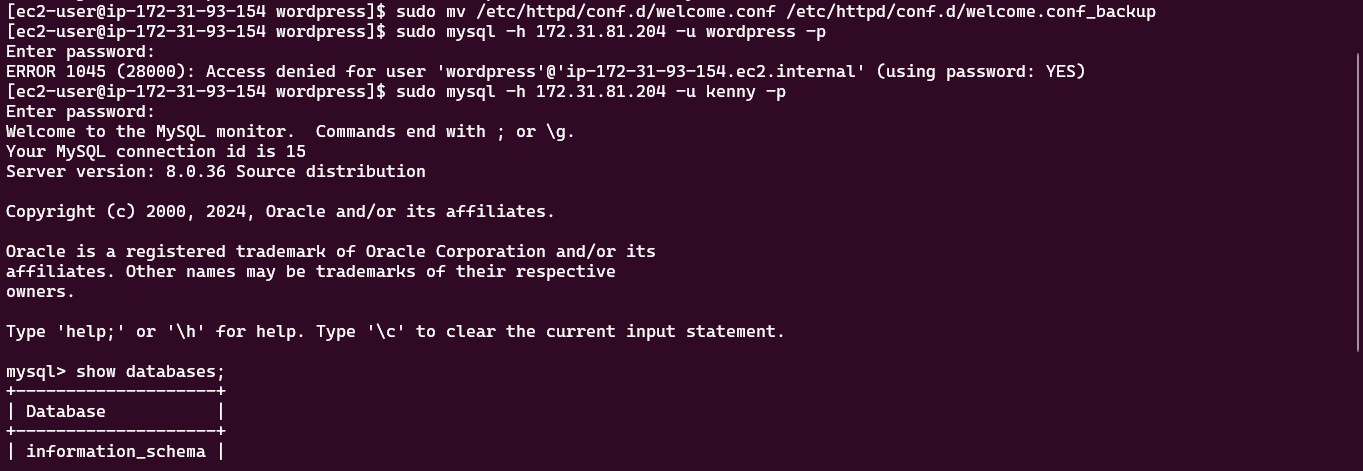 [ec2-user@ip-172-31-93-154 wordpress]$ sudo mv /etc/httpd/conf.d/welcome.conf /etc/httpd/conf.d/welcome.conf_backup
[ec2-user@ip-172-31-93-154 wordpress]$ sudo mysql -h 172.31.81.204 -u wordpress -p
Enter password:
ERROR 1045 (28000): Access denied for user 'wordpress'@'ip-172-31-93-154.ec2.internal' (using password: YES)
[ec2-user@ip-172-31-93-154 wordpress]$ sudo mysql -h 172.31.81.204 -u kenny -p
Enter password:
Welcome to the MySQL monitor.  Commands end with ; or \g.
Your MySQL connection id is 15
Server version: 8.0.36 Source distribution

Copyright (c) 2000, 2024, Oracle and/or its affiliates.

Oracle is a registered trademark of Oracle Corporation and/or its
affiliates. Other names may be trademarks of their respective
owners.

Type 'help;' or '\h' for help. Type '\c' to clear the current input statement.

mysql> show databases;
+--------------------+
| Database           |
+--------------------+
| information_schema |